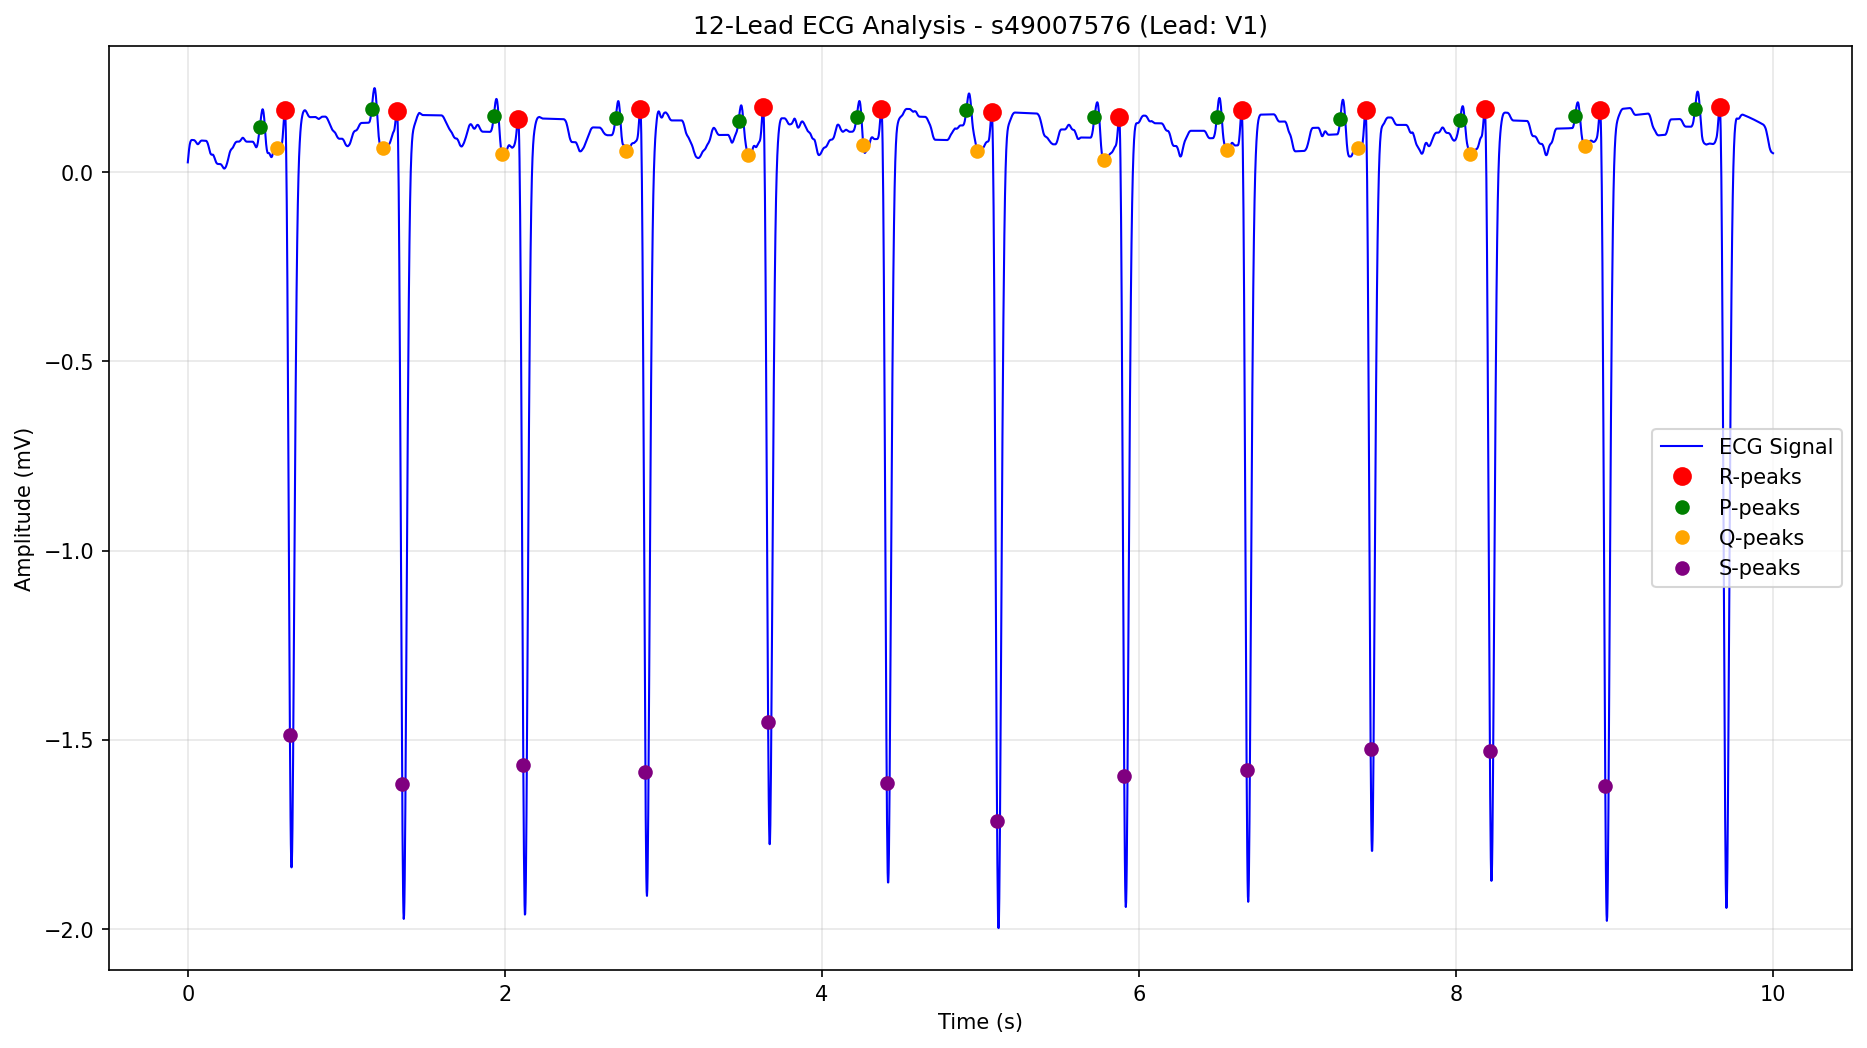 12-Lead ECG Analysis - s49007576 (Lead: V1)
Amplitude (mV)
0.0
−0.5
−1.0
−1.5
−2.0
ECG Signal
R-peaks
P-peaks
Q-peaks
S-peaks
0 2 4 6 8 10
Time (s)